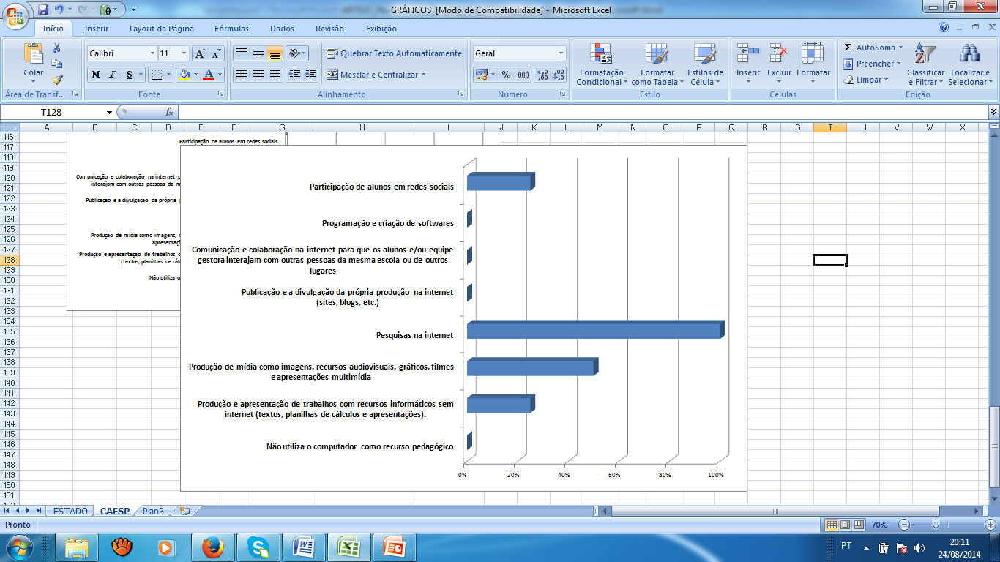 GRÁFICOS [Modo de Compatibilidade] - Microsoft Excel
Início Inserir Layout da Página Fórmulas Dados Revisão Exibição
Colar
Calibri 11
Quebrar Texto Automaticamente
Geral
N I S
Mesclar e Centralizar
% 000
Formatação Condicional
Formatar como Tabela
Estilos de Célula
Inserir Excluir Formatar
AutoSoma
Preencher
Limpar
Classificar e Filtrar
Localizar e Selecionar
Área de Transf... Fonte Alinhamento Número Estilo Células Edição
T128 fx
A B C D E F G H I J K L M N O P Q R S T U V W X
116
117
118
119
120
121
122
123
124
125
126
127
128
129
130
131
132
133
134
135
136
137
138
139
140
141
142
143
144
145
146
147
148
149
150
151
Participação de alunos em redes sociais
Comunicação e colaboração na internet p
interajam com outras pessoas da m
Publicação e a divulgação da própria
Produção de mídia como imagens, r
Produção e apresentação de trabalhos c
(textos, planilhas de cál
Não utiliza o
Participação de alunos em redes sociais
Programação e criação de softwares
Comunicação e colaboração na internet para que os alunos e/ou equipe
gestora interajam com outras pessoas da mesma escola ou de outros
lugares
Publicação e a divulgação da própria produção na internet
(sites, blogs, etc.)
Pesquisas na internet
Produção de mídia como imagens, recursos audiovisuais, gráficos, filmes
e apresentações multimídia
Produção e apresentação de trabalhos com recursos informáticos sem
internet (textos, planilhas de cálculos e apresentações).
Não utiliza o computador como recurso pedagógico
0% 20% 40% 60% 80% 100%
ESTADO CAESP Plan3
Pronto 70%
PT 20:11
24/08/2014